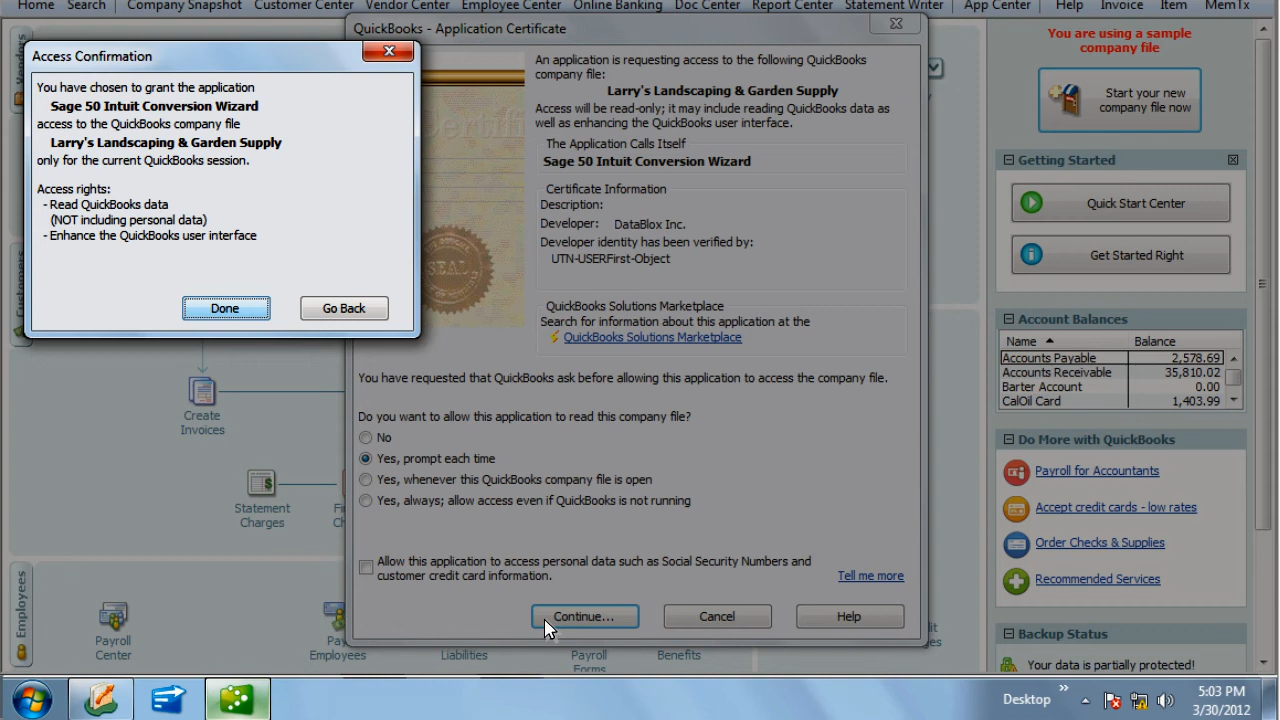 Home Search Company Snapshot Customer Center Vendor Center Employee Center Online Banking Doc Center Report Center Statement Writer App Center Help Invoice Item MemTx
Access Confirmation
You have chosen to grant the application
Sage 50 Intuit Conversion Wizard
access to the QuickBooks company file
Larry's Landscaping & Garden Supply
only for the current QuickBooks session.
Access rights:
- Read QuickBooks data
(NOT including personal data)
- Enhance the QuickBooks user interface
Done Go Back
QuickBooks - Application Certificate
An application is requesting access to the following QuickBooks
company file:
Larry's Landscaping & Garden Supply
Access will be read-only; it may include reading QuickBooks data as
well as enhancing the QuickBooks user interface.
The Application Calls Itself
Sage 50 Intuit Conversion Wizard
Certificate Information
Description:
Developer: DataBlox Inc.
Developer identity has been verified by:
UTN-USERFirst-Object
SEAL
QuickBooks Solutions Marketplace
Search for information about this application at the
QuickBooks Solutions Marketplace
You have requested that QuickBooks ask before allowing this application to access the company file.
Do you want to allow this application to read this company file?
No
Yes, prompt each time
Yes, whenever this QuickBooks company file is open
Yes, always; allow access even if QuickBooks is not running
Allow this application to access personal data such as Social Security Numbers and
customer credit card information.
Tell me more
Continue... Cancel Help
Vendors
Customers
Employees
Create
Invoices
Statement
Charges
Payroll
Center
Employees
Liabilities
Payroll
Forms
Benefits
You are using a sample
company file
Start your new
company file now
Getting Started
Quick Start Center
Get Started Right
Account Balances
Name Balance
Accounts Payable 2,578.69
Accounts Receivable 35,810.02
Barter Account 0.00
CalOil Card 1,403.99
Do More with QuickBooks
Payroll for Accountants
Accept credit cards - low rates
Order Checks & Supplies
Recommended Services
Backup Status
Your data is partially protected!
Desktop
5:03 PM
3/30/2012